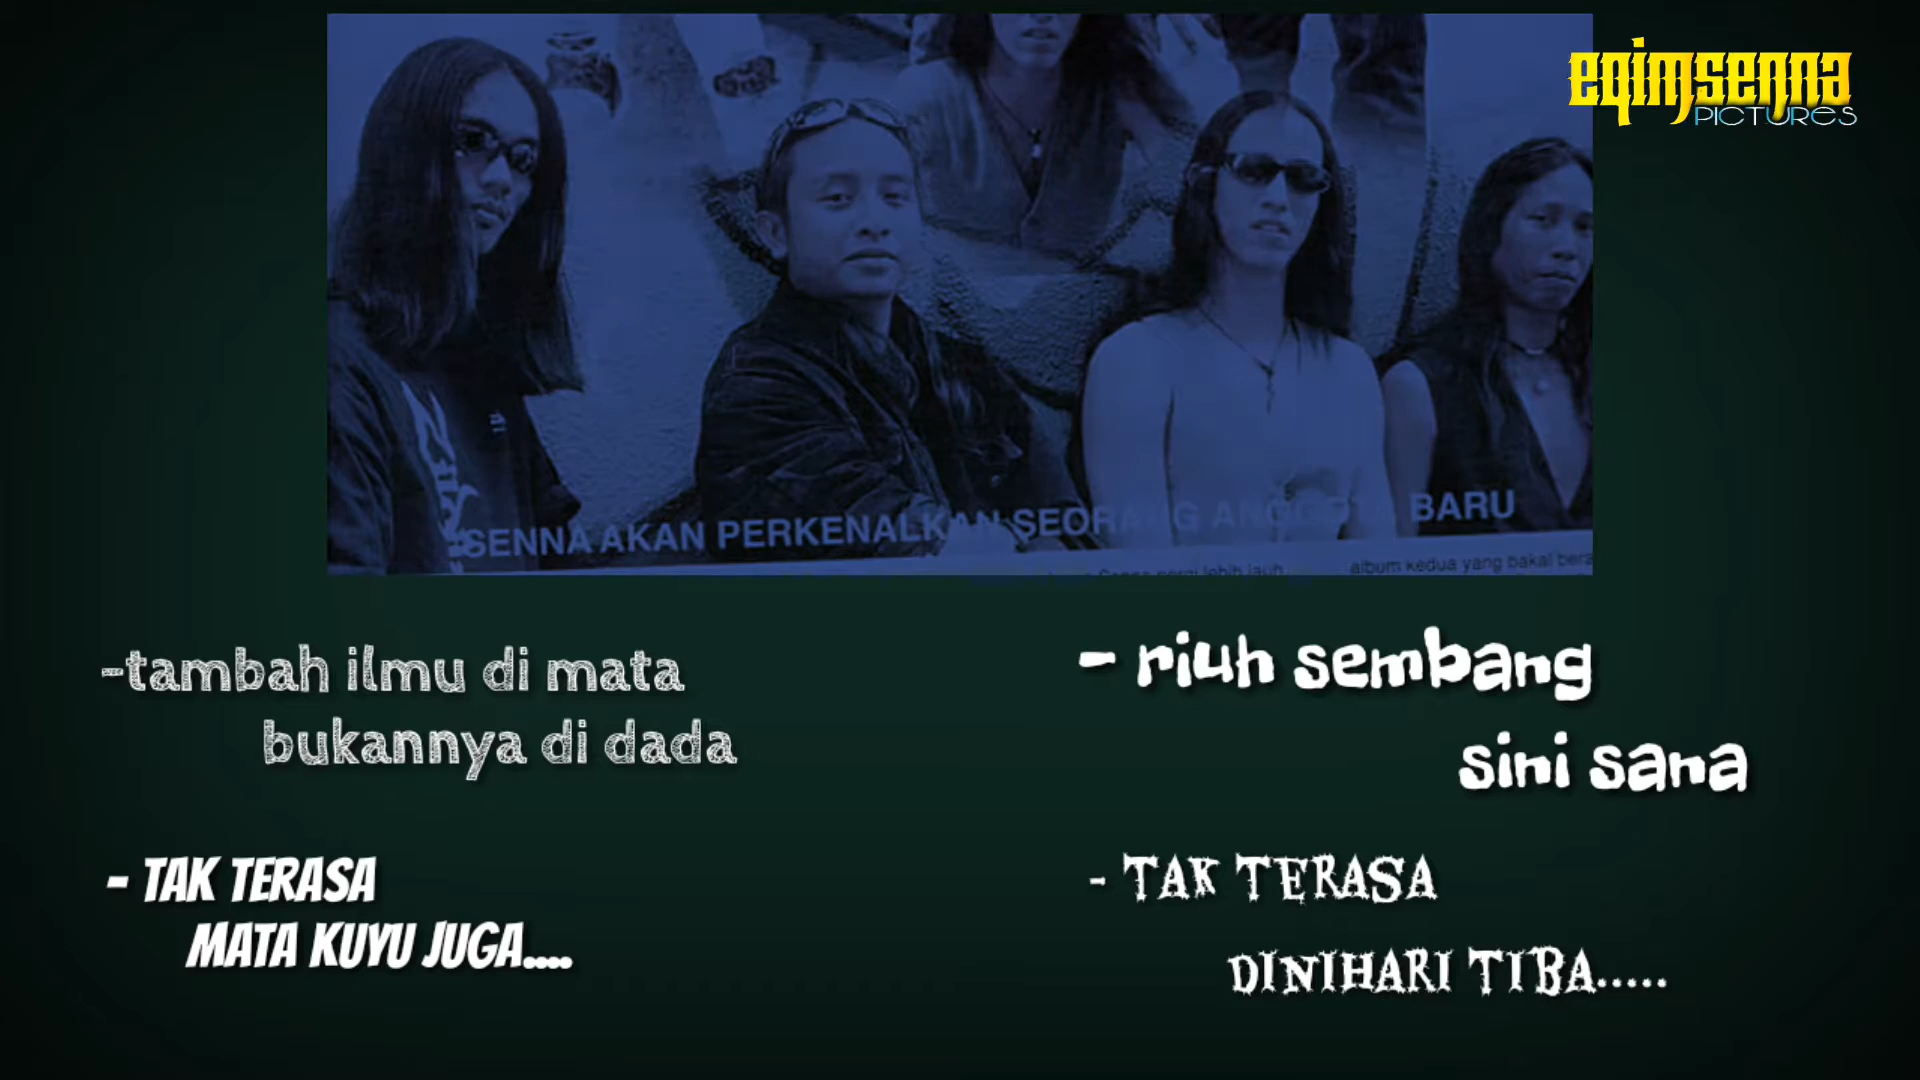 eqimsenna
PICTURES
SENNA AKAN PERKENALKAN SEORANG ANGGOTA BARU
album kedua yang bakal
-tambah ilmu di mata
bukannya di dada
- TAK TERASA
MATA KUYU JUGA....
- riuh sembang
sini sana
- TAK TERASA
DINIHARI TIBA.....